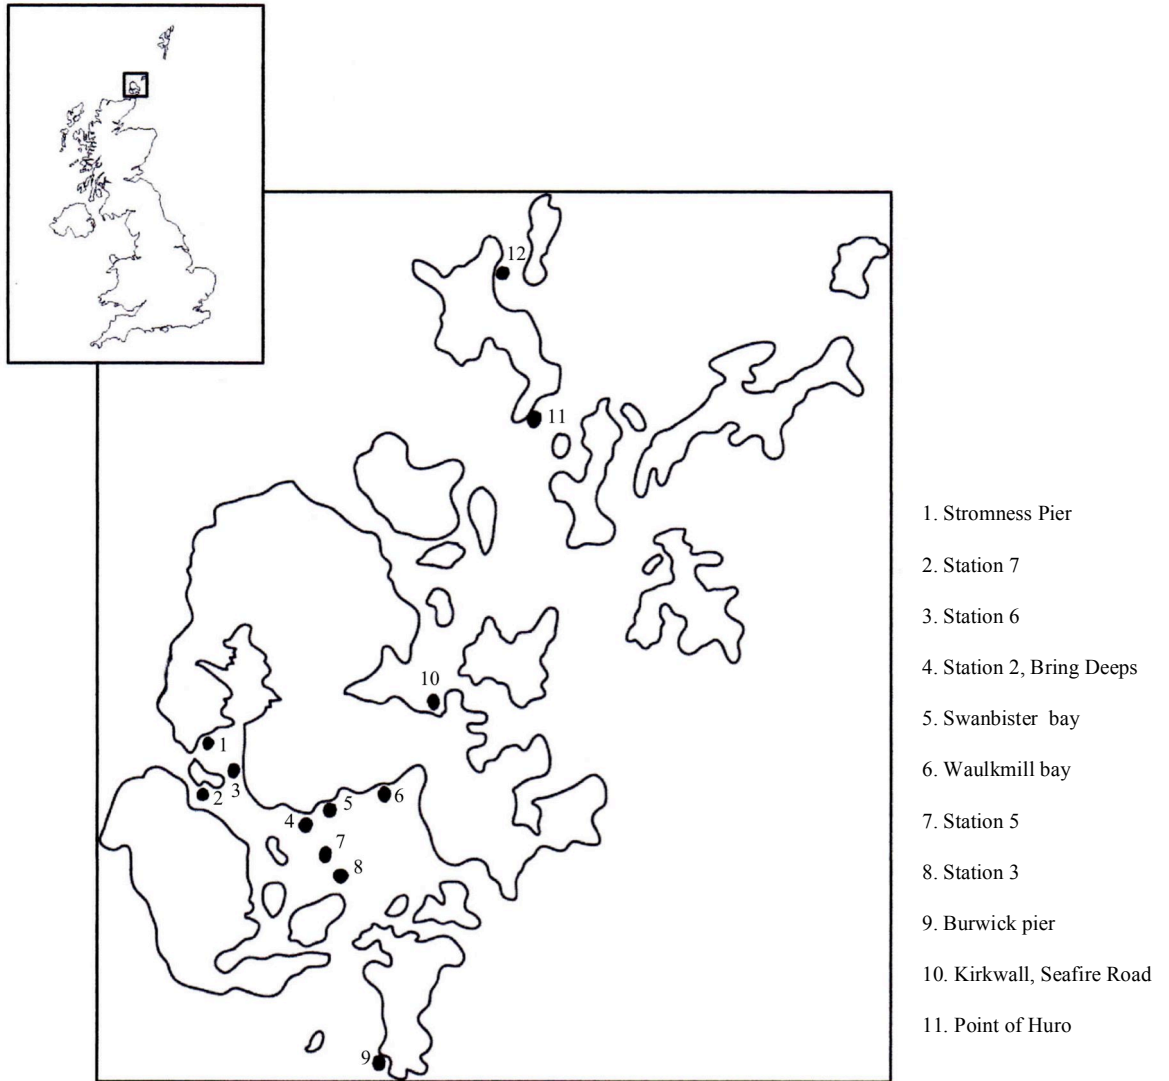 12
11
10
1
3
2
4
5
6
7
8
9
1. Stromness Pier
2. Station 7
3. Station 6
4. Station 2, Bring Deeps
5. Swanbister bay
6. Waulkmill bay
7. Station 5
8. Station 3
9. Burwick pier
10. Kirkwall, Seafire Road
11. Point of Huro